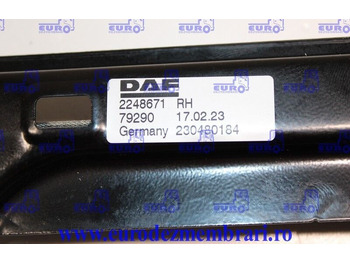 DAF
2248671 RH
79290 17.02.23
Germany 230480184
www.eurodezmembrari.ro